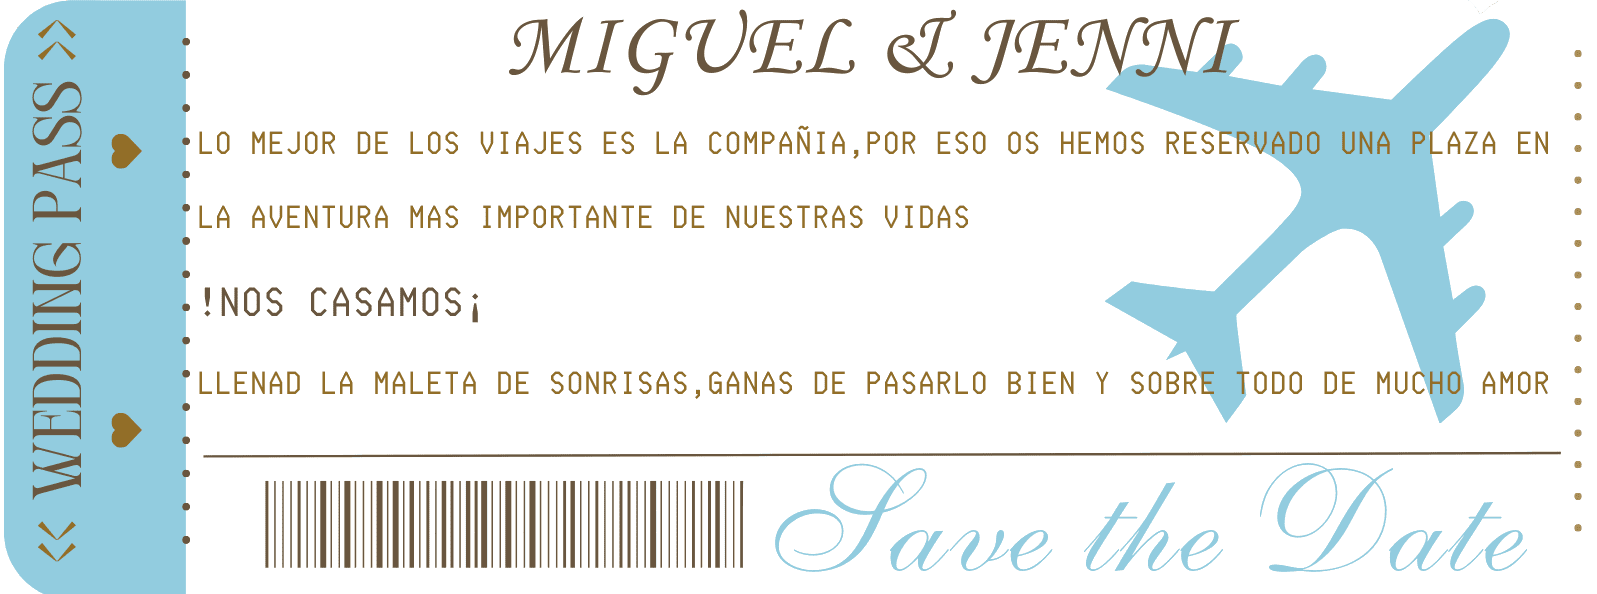 WEDDING PASS
MIGUEL & JENNI
LO MEJOR DE LOS VIAJES ES LA COMPAÑIA,POR ESO OS HEMOS RESERVADO UNA PLAZA EN
LA AVENTURA MAS IMPORTANTE DE NUESTRAS VIDAS
!NOS CASAMOS¡
LLENAD LA MALETA DE SONRISAS,GANAS DE PASARLO BIEN Y SOBRE TODO DE MUCHO AMOR
Save the Date